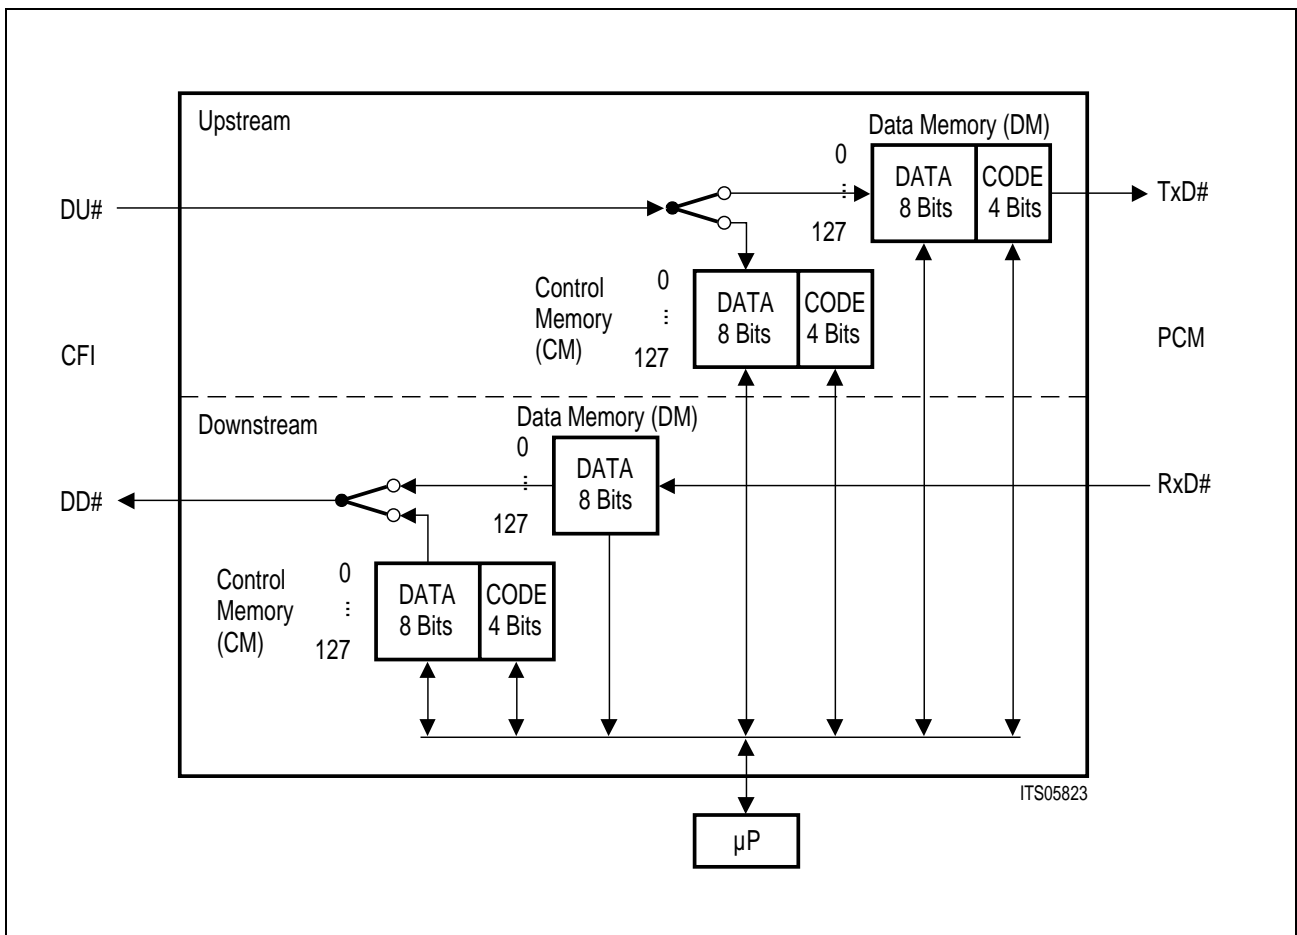 Upstream
Data Memory (DM)
0
⋮
127
DATA
8 Bits
CODE
4 Bits
DU#
TxD#
Control
Memory
(CM)
0
⋮
127
DATA
8 Bits
CODE
4 Bits
CFI
PCM
Downstream
Data Memory (DM)
0
⋮
127
DATA
8 Bits
DD#
RxD#
Control
Memory
(CM)
0
⋮
127
DATA
8 Bits
CODE
4 Bits
ITS05823
µP